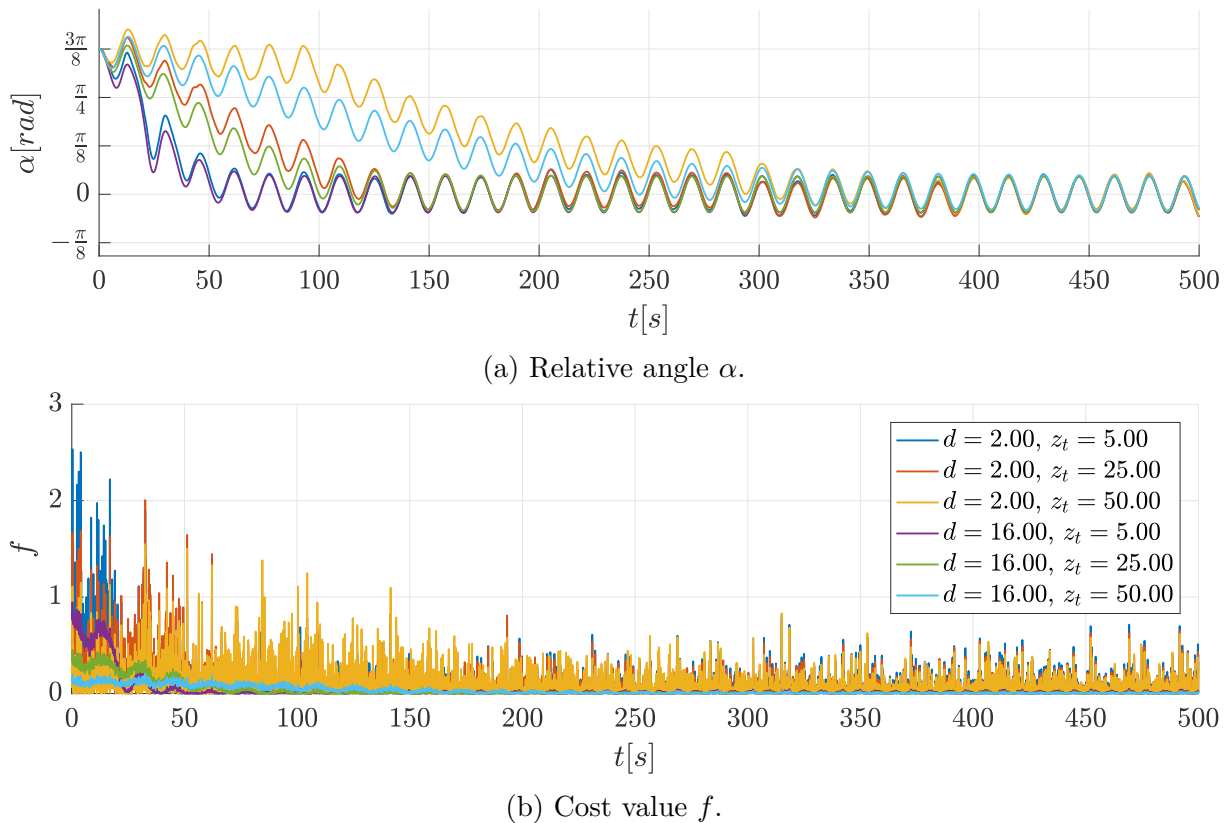 3π/8
π/4
π/8
0
−π/8
α[rad]
0 50 100 150 200 250 300 350 400 450 500
t[s]
(a) Relative angle α.
3
2
1
0
f
d = 2.00, z_t = 5.00
d = 2.00, z_t = 25.00
d = 2.00, z_t = 50.00
d = 16.00, z_t = 5.00
d = 16.00, z_t = 25.00
d = 16.00, z_t = 50.00
0 50 100 150 200 250 300 350 400 450 500
t[s]
(b) Cost value f.